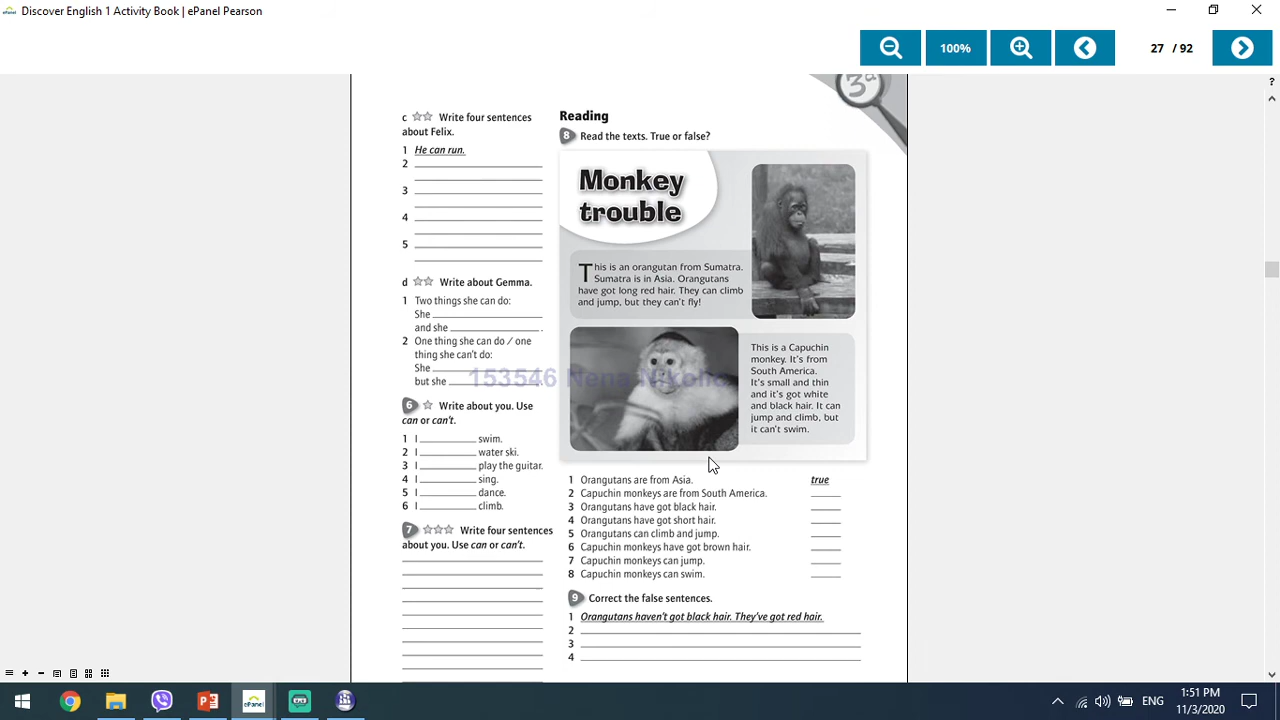 Discover English 1 Activity Book | ePanel Pearson
100%
27 / 92
?
3a
c Write four sentences
about Felix.
1 He can run.
2
3
4
5
d Write about Gemma.
1 Two things she can do:
She
and she .
2 One thing she can do / one
thing she can't do:
She
but she .
6 Write about you. Use
can or can't.
1 I swim.
2 I water ski.
3 I play the guitar.
4 I sing.
5 I dance.
6 I climb.
7 Write four sentences
about you. Use can or can't.
Reading
8 Read the texts. True or false?
Monkey
trouble
This is an orangutan from Sumatra.
Sumatra is in Asia. Orangutans
have got long red hair. They can climb
and jump, but they can't fly!
This is a Capuchin
monkey. It's from
South America.
It's small and thin
and it's got white
and black hair. It can
jump and climb, but
it can't swim.
153546 Nena
1 Orangutans are from Asia. true
2 Capuchin monkeys are from South America.
3 Orangutans have got black hair.
4 Orangutans have got short hair.
5 Orangutans can climb and jump.
6 Capuchin monkeys have got brown hair.
7 Capuchin monkeys can jump.
8 Capuchin monkeys can swim.
9 Correct the false sentences.
1 Orangutans haven't got black hair. They've got red hair.
2
3
4
ePanel
ENG
1:51 PM
11/3/2020